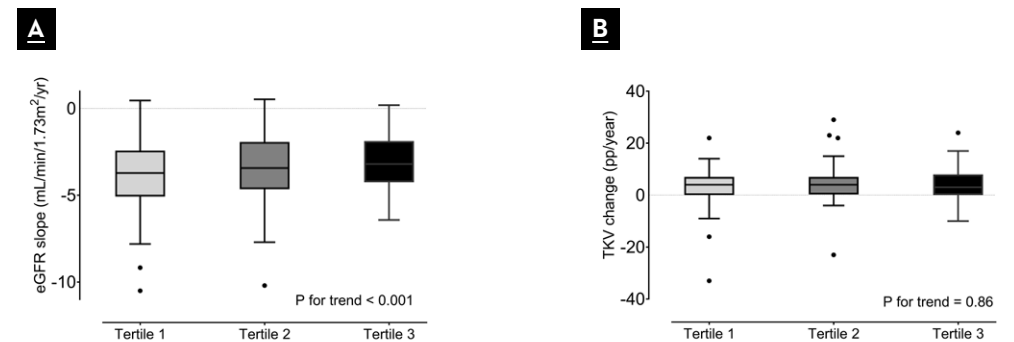 A
eGFR slope (mL/min/1.73m²/yr)
0
-5
-10
P for trend < 0.001
Tertile 1 Tertile 2 Tertile 3
B
TKV change (pp/year)
40
20
0
-20
-40
P for trend = 0.86
Tertile 1 Tertile 2 Tertile 3